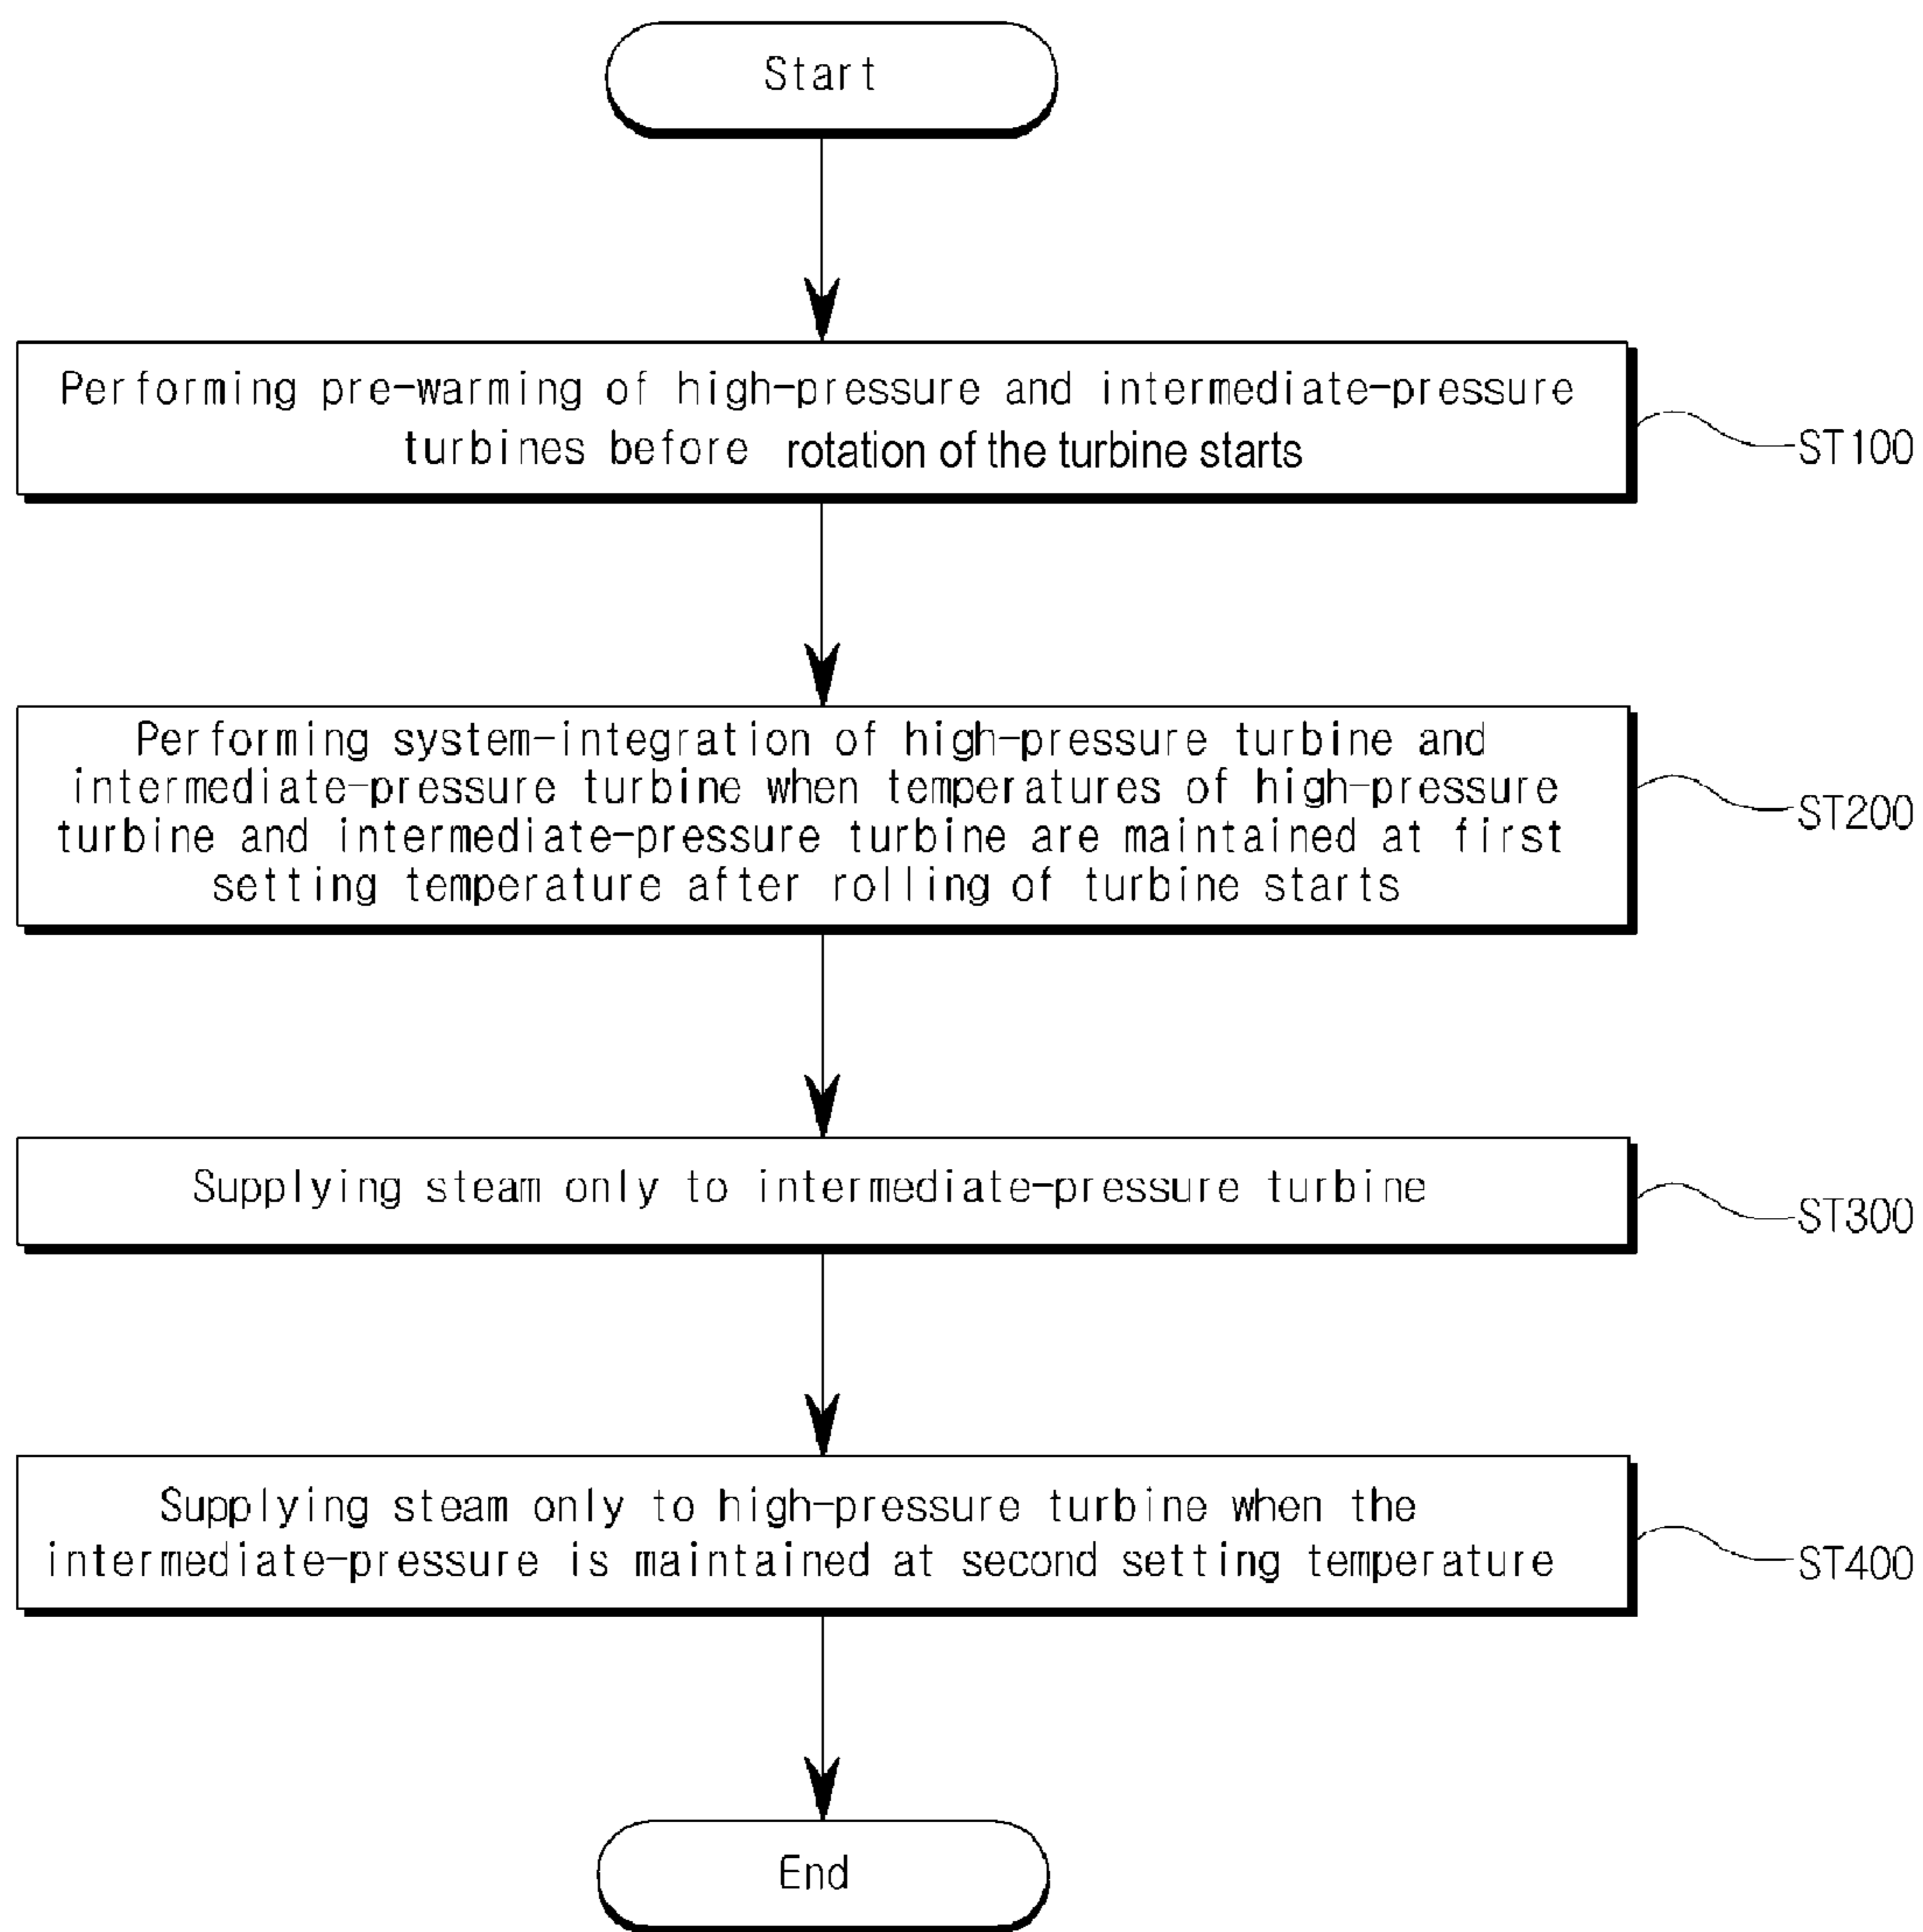 Start
Performing pre-warming of high-pressure and intermediate-pressure
turbines before rotation of the turbine starts
ST100
Performing system-integration of high-pressure turbine and
intermediate-pressure turbine when temperatures of high-pressure
turbine and intermediate-pressure turbine are maintained at first
setting temperature after rolling of turbine starts
ST200
Supplying steam only to intermediate-pressure turbine
ST300
Supplying steam only to high-pressure turbine when the
intermediate-pressure is maintained at second setting temperature
ST400
End